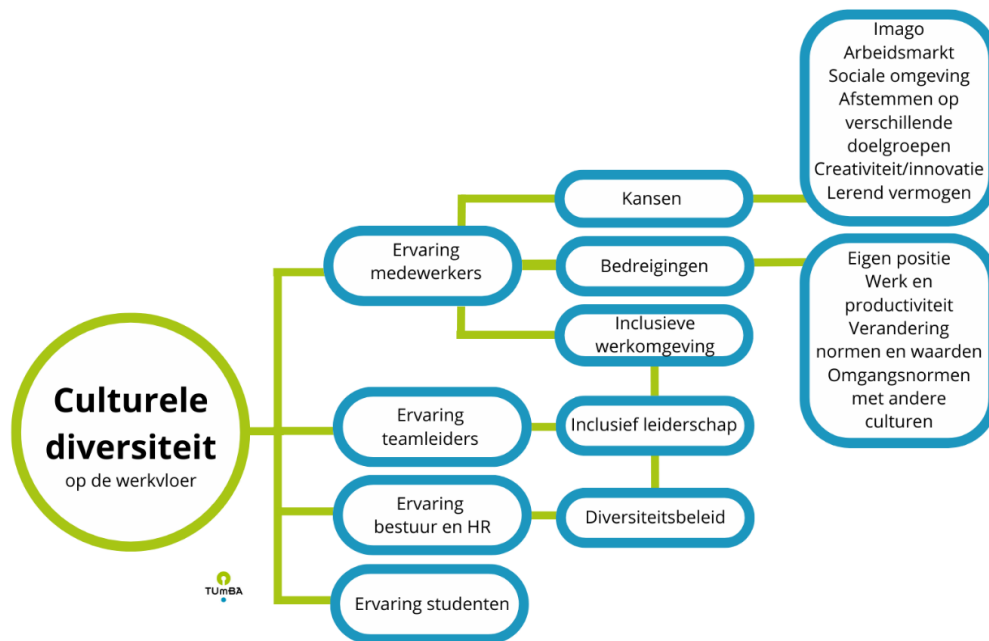 Culturele
diversiteit
op de werkvloer
TUmBA
Ervaring
medewerkers
Ervaring
teamleiders
Ervaring
bestuur en HR
Ervaring studenten
Kansen
Bedreigingen
Inclusieve
werkomgeving
Inclusief leiderschap
Diversiteitsbeleid
Imago
Arbeidsmarkt
Sociale omgeving
Afstemmen op
verschillende
doelgroepen
Creativiteit/innovatie
Lerend vermogen
Eigen positie
Werk en
productiviteit
Verandering
normen en waarden
Omgangsnormen
met andere
culturen